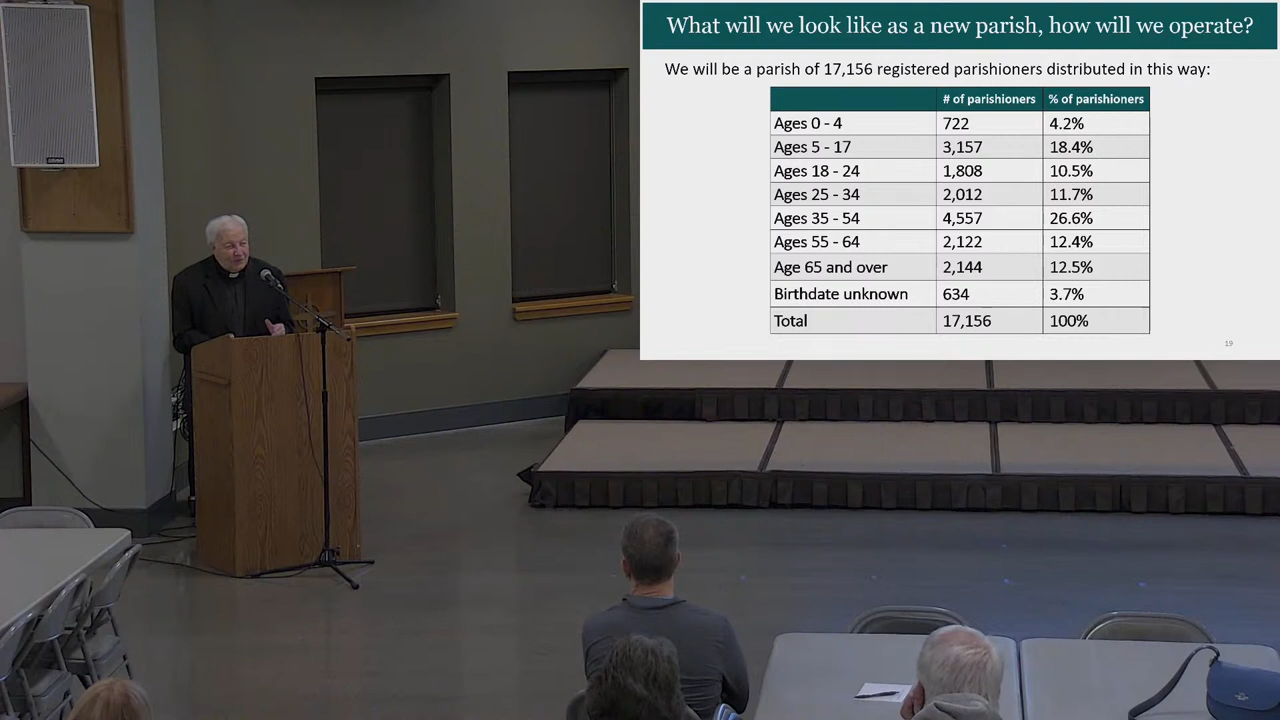 What will we look like as a new parish, how will we operate?
We will be a parish of 17,156 registered parishioners distributed in this way:
# of parishioners % of parishioners
Ages 0 - 4 722 4.2%
Ages 5 - 17 3,157 18.4%
Ages 18 - 24 1,808 10.5%
Ages 25 - 34 2,012 11.7%
Ages 35 - 54 4,557 26.6%
Ages 55 - 64 2,122 12.4%
Age 65 and over 2,144 12.5%
Birthdate unknown 634 3.7%
Total 17,156 100%
19